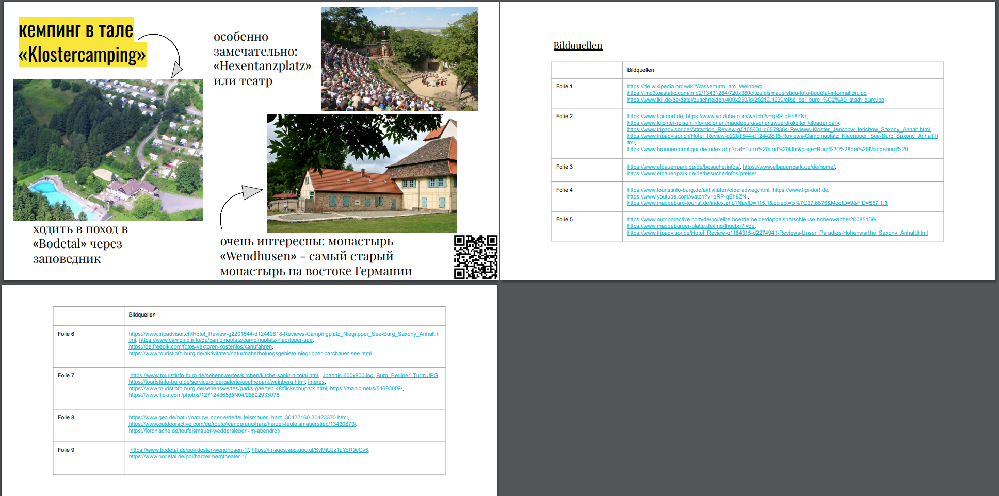 кемпинг в тале
«Klostercamping»
особенно
замечательно:
«Hexentanzplatz»
или театр
ходить в поход в
«Bodetal» через
заповедник
очень интересны: монастырь
«Wendhusen» - самый старый
монастырь на востоке Германии
Bildquellen
Bildquellen
Folie 1
https://de.wikipedia.org/wiki/Wasserturm_am_Weinberg
https://img3.oastatic.com/img2/13431264/720x360c/teufelsmauerstieg-foto-bodetal-information.jpg
https://www.lkjl.de/de/datei/zuschneiden/400x250/id/20212,1239/elbe_bei_burg_%C2%A9_stadt_burg.jpg
Folie 2
https://www.tipi-dorf.de, https://www.youtube.com/watch?v=qRP-qEh8ZNI,
https://www.leichter-reisen.info/regionen/magdeburg/sehenswuerdigkeiten/elbauenpark,
https://www.tripadvisor.de/Attraction_Review-g5105601-d6579364-Reviews-Kloster_Jerichow-Jerichow_Saxony_Anhalt.html,
https://www.tripadvisor.ch/Hotel_Review-g2201544-d12442818-Reviews-Campingplatz_Niegripper_See-Burg_Saxony_Anhalt.h
tml,
https://www.brunnenturmfigur.de/index.php?cat=Turm%20und%20Uhr&page=Burg%20%28bei%20Magdeburg%29
Folie 3
https://www.elbauenpark.de/de/besucherinfos/, https://www.elbauenpark.de/de/home/,
https://www.elbauenpark.de/de/besucherinfos/preise/
Folie 4
https://www.touristinfo-burg.de/aktivitäten/elberadweg.html, https://www.tipi-dorf.de,
https://www.youtube.com/watch?v=qRP-qEh8ZNI,
https://www.magdeburg-tourist.de/index.php?NavID=115.1&object=tx%7C37.6876&ModID=9&FID=557.1.1
Folie 5
https://www.outdooractive.com/de/poi/elbe-boerde-heide/doppelsparschleuse-hohenwarthe/20085159/,
https://www.magdeburger-platte.de/img/lhggbn?l=de,
https://www.tripadvisor.de/Hotel_Review-g1184315-d2274941-Reviews-Unser_Paradies-Hohenwarthe_Saxony_Anhalt.html
Bildquellen
Folie 6
https://www.tripadvisor.ch/Hotel_Review-g2201544-d12442818-Reviews-Campingplatz_Niegripper_See-Burg_Saxony_Anhalt.h
tml, https://www.camping.info/de/campingplatz/campingplatz-niegripper-see,
https://de.freepik.com/fotos-vektoren-kostenlos/kanufahren,
https://www.touristinfo-burg.de/aktivitäten/natur/naherholungsgebiete-niegripper-parchauer-see.html
Folie 7
https://www.touristinfo-burg.de/sehenswertes/kirchen/kirche-sankt-nicolai.html, Joannis-600x800.jpg, Burg_Berliner_Turm.JPG,
https://touristinfo-burg.de/service/bildergalerie/goethepark/weinberg.html, imgres,
https://www.touristinfo-burg.de/sehenswertes/parks-gaerten-48/flickschupark.html, https://mapio.net/s/54693009/,
https://www.flickr.com/photos/127124365@N04/28622933078
Folie 8
https://www.geo.de/natur/naturwunder-erde/teufelsmauer--harz_30422160-30423370.html,
https://www.outdooractive.com/de/route/wanderung/harz/harzer-teufelsmauerstieg/13430873/,
https://fotonische.de/teufelsmauer-weddersleben-im-abendrot/
Folie 9
https://www.bodetal.de/poi/kloster-wendhusen-1/, https://images.app.goo.gl/SyMiUJz1uYqR9cCv5,
https://www.bodetal.de/poi/harzer-bergtheater-1/